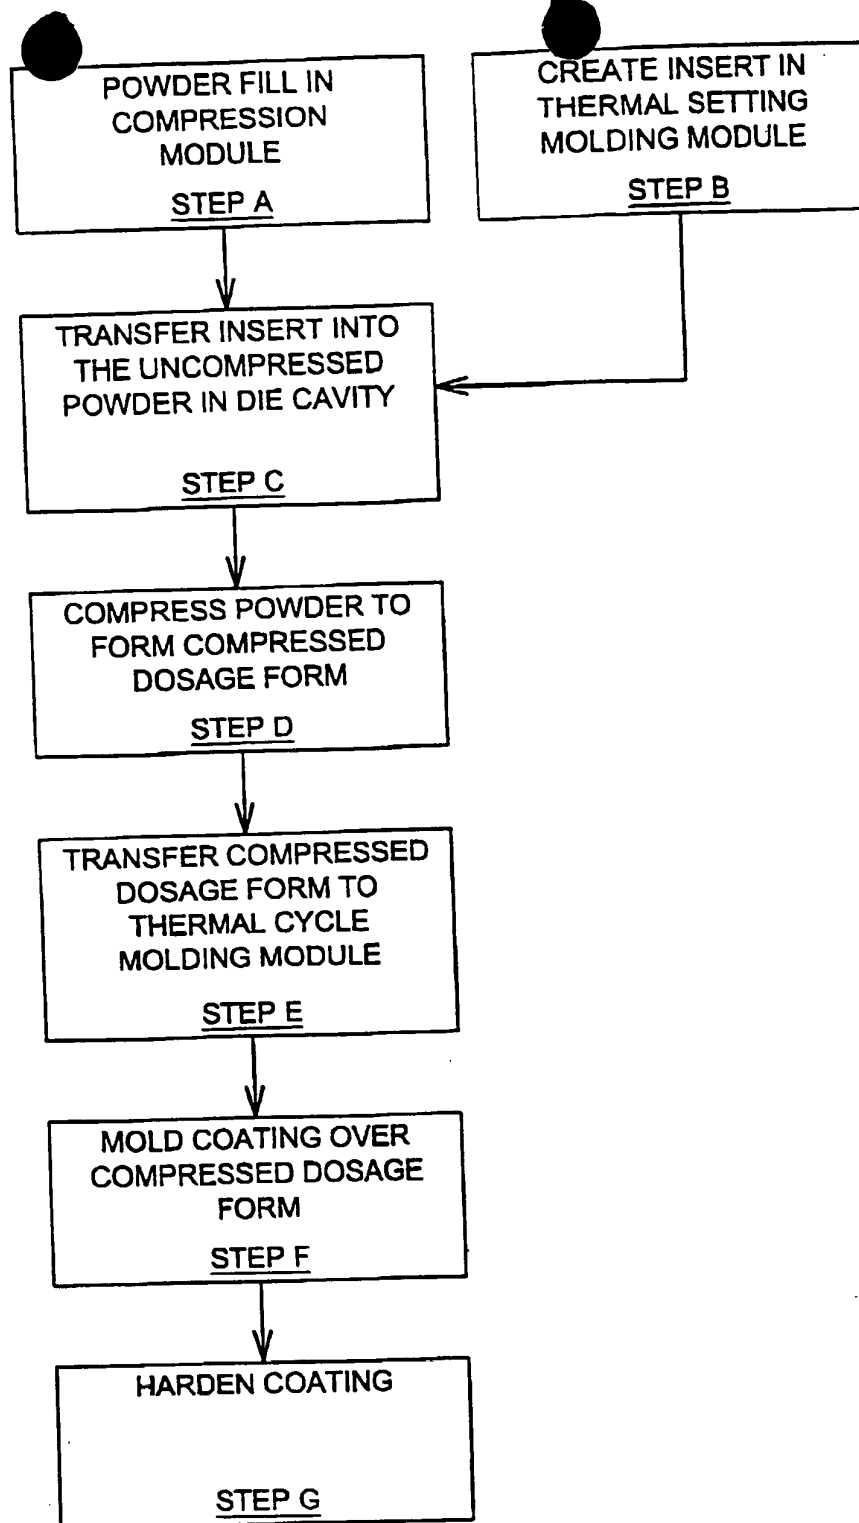 POWDER FILL IN
COMPRESSION
MODULE
STEP A
CREATE INSERT IN
THERMAL SETTING
MOLDING MODULE
STEP B
TRANSFER INSERT INTO
THE UNCOMPRESSED
POWDER IN DIE CAVITY
STEP C
COMPRESS POWDER TO
FORM COMPRESSED
DOSAGE FORM
STEP D
TRANSFER COMPRESSED
DOSAGE FORM TO
THERMAL CYCLE
MOLDING MODULE
STEP E
MOLD COATING OVER
COMPRESSED DOSAGE
FORM
STEP F
HARDEN COATING
STEP G